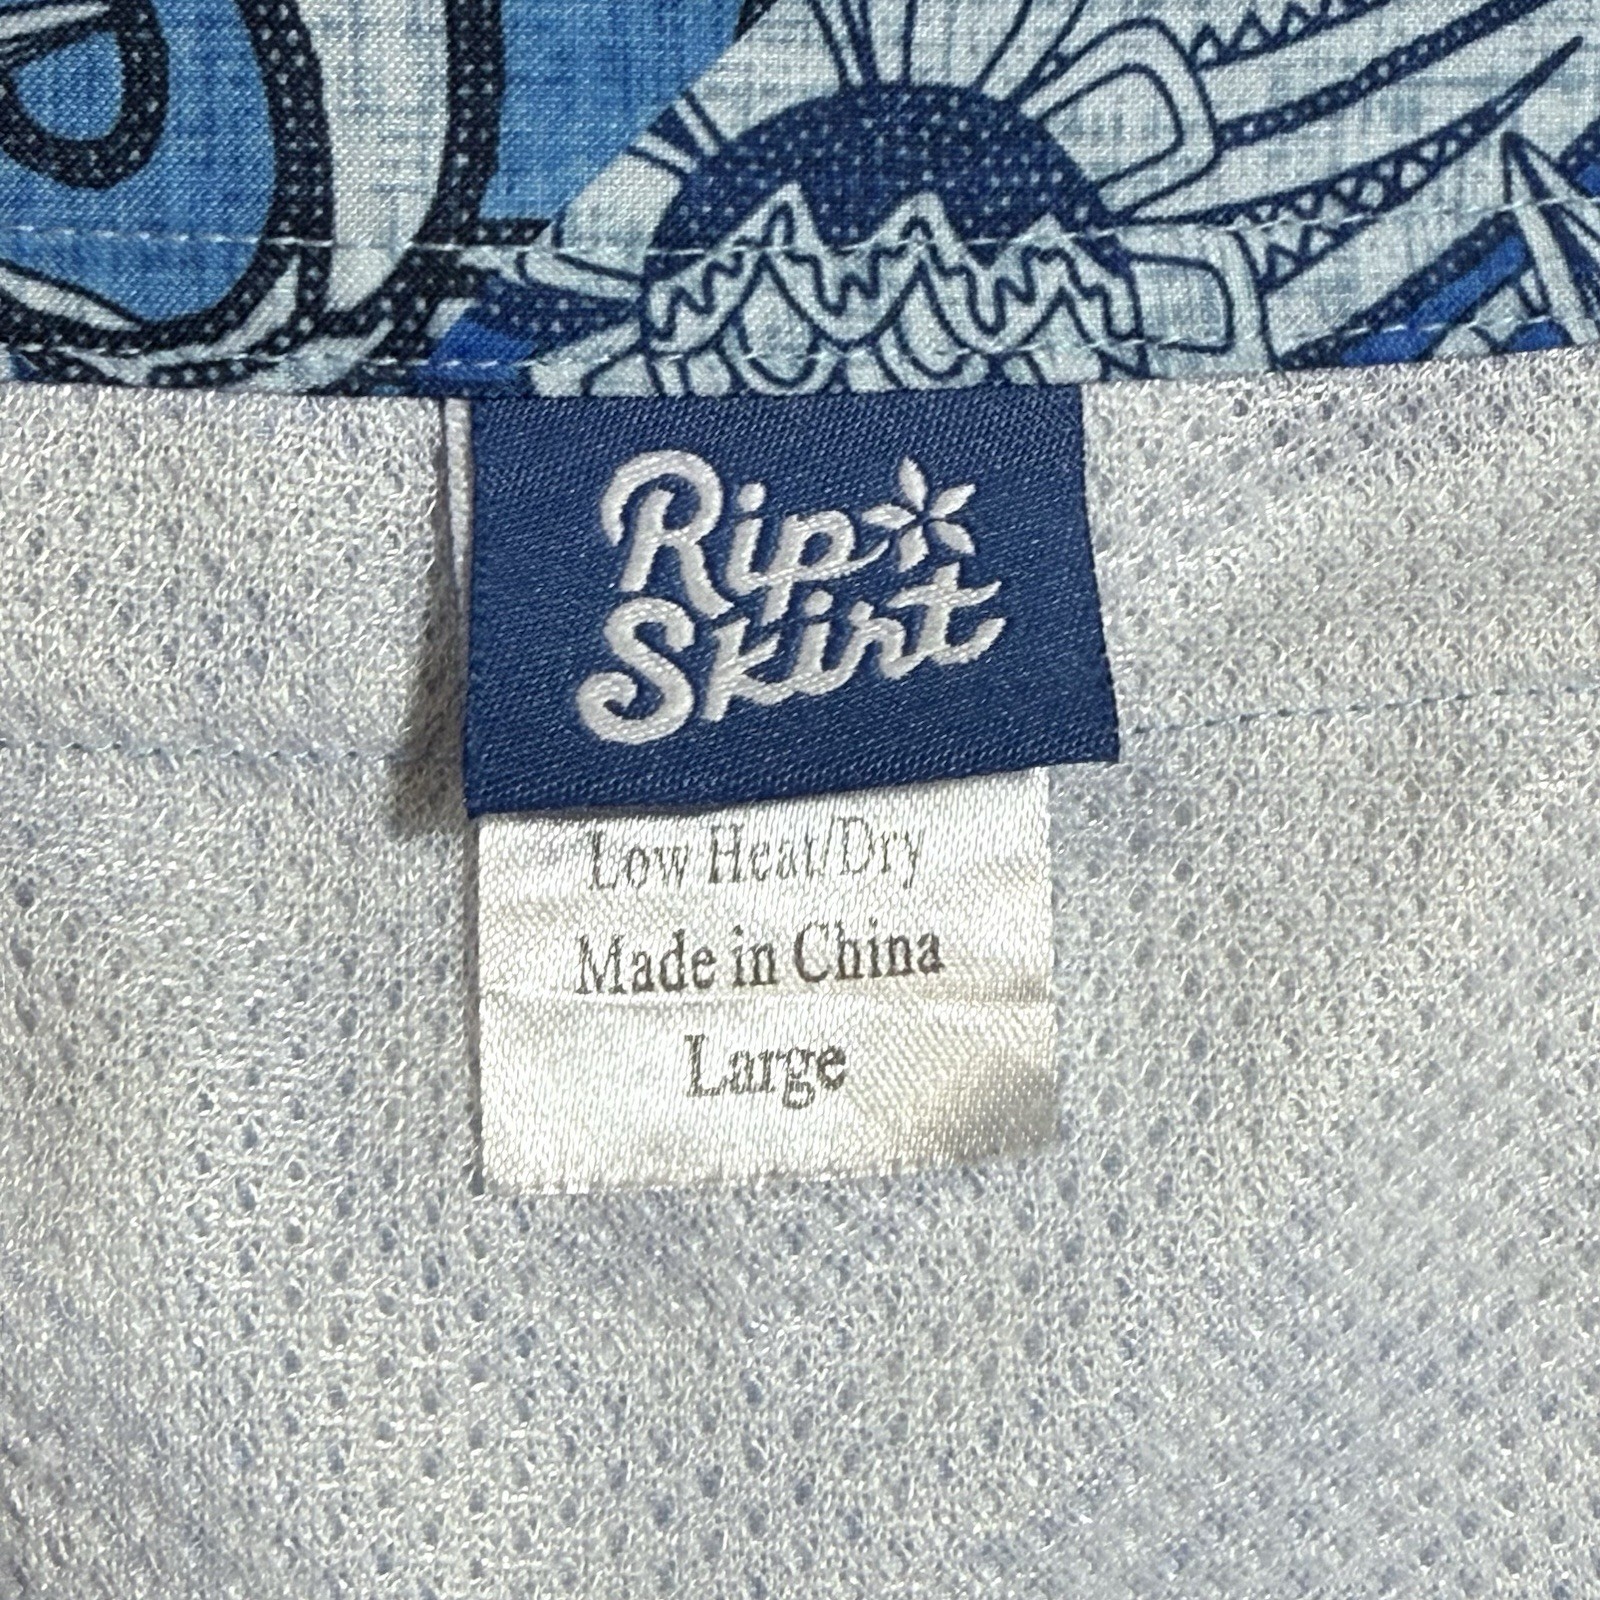 Rip
Skirt
Low Heat/Dry
Made in China
Large